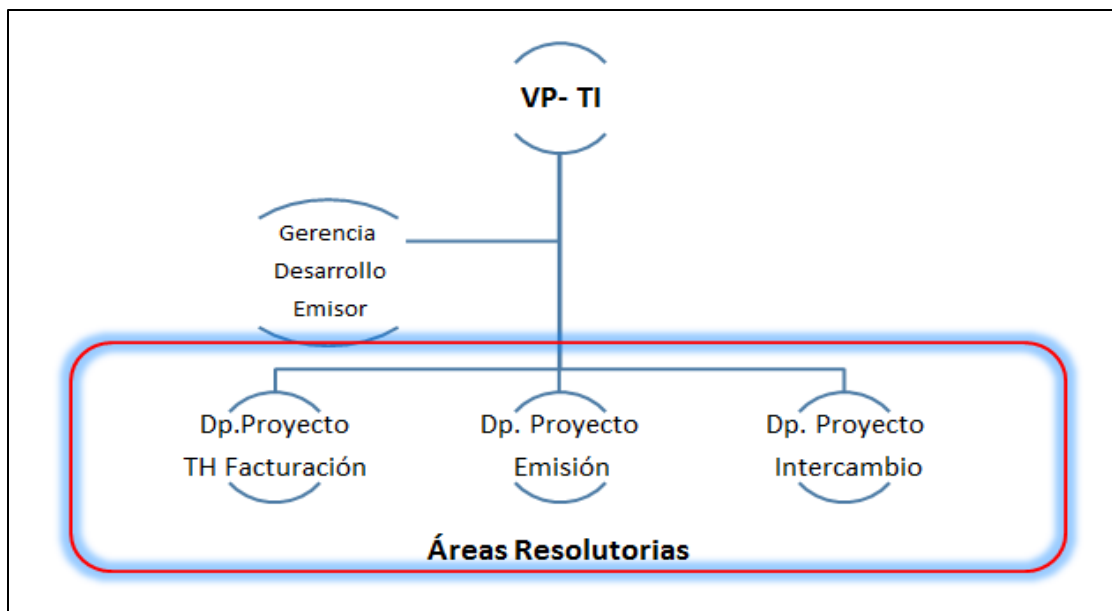 VP- TI
Gerencia
Desarrollo
Emisor
Dp.Proyecto
TH Facturación
Dp. Proyecto
Emisión
Dp. Proyecto
Intercambio
Áreas Resolutorias